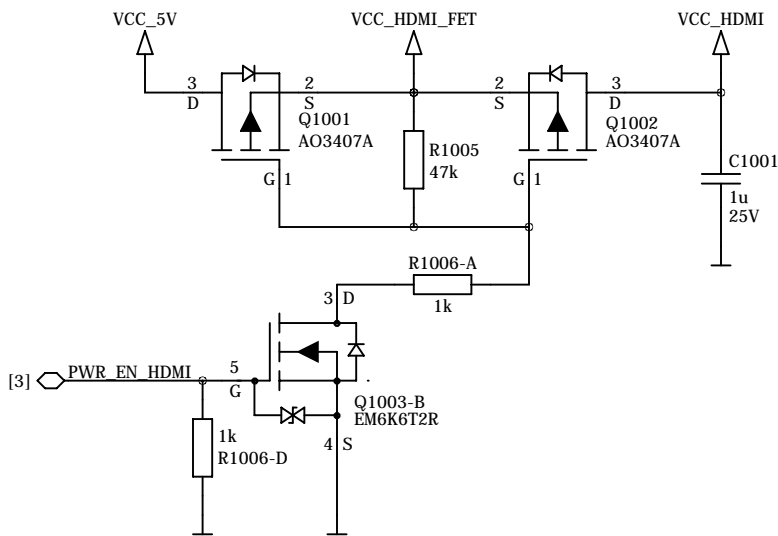 VCC_5V
VCC_HDMI_FET
VCC_HDMI
3
D
2
S
2
S
3
D
Q1001
AO3407A
Q1002
AO3407A
R1005
47k
C1001
1u
25V
G 1
G 1
R1006-A
1k
3 D
[3]
PWR_EN_HDMI
5
G
Q1003-B
EM6K6T2R
1k
R1006-D
4 S